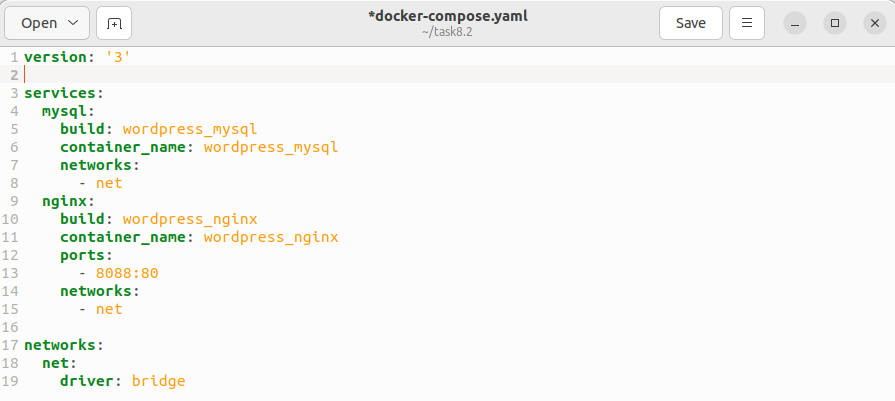 Open
*docker-compose.yaml
~/task8.2
Save
1 version: '3'
2
3 services:
4   mysql:
5     build: wordpress_mysql
6     container_name: wordpress_mysql
7     networks:
8       - net
9   nginx:
10     build: wordpress_nginx
11     container_name: wordpress_nginx
12     ports:
13       - 8088:80
14     networks:
15       - net
16
17 networks:
18   net:
19     driver: bridge